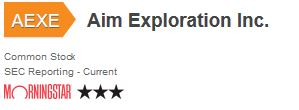 AEXE Aim Exploration Inc.
Common Stock
SEC Reporting - Current
MORNINGSTAR ★★★